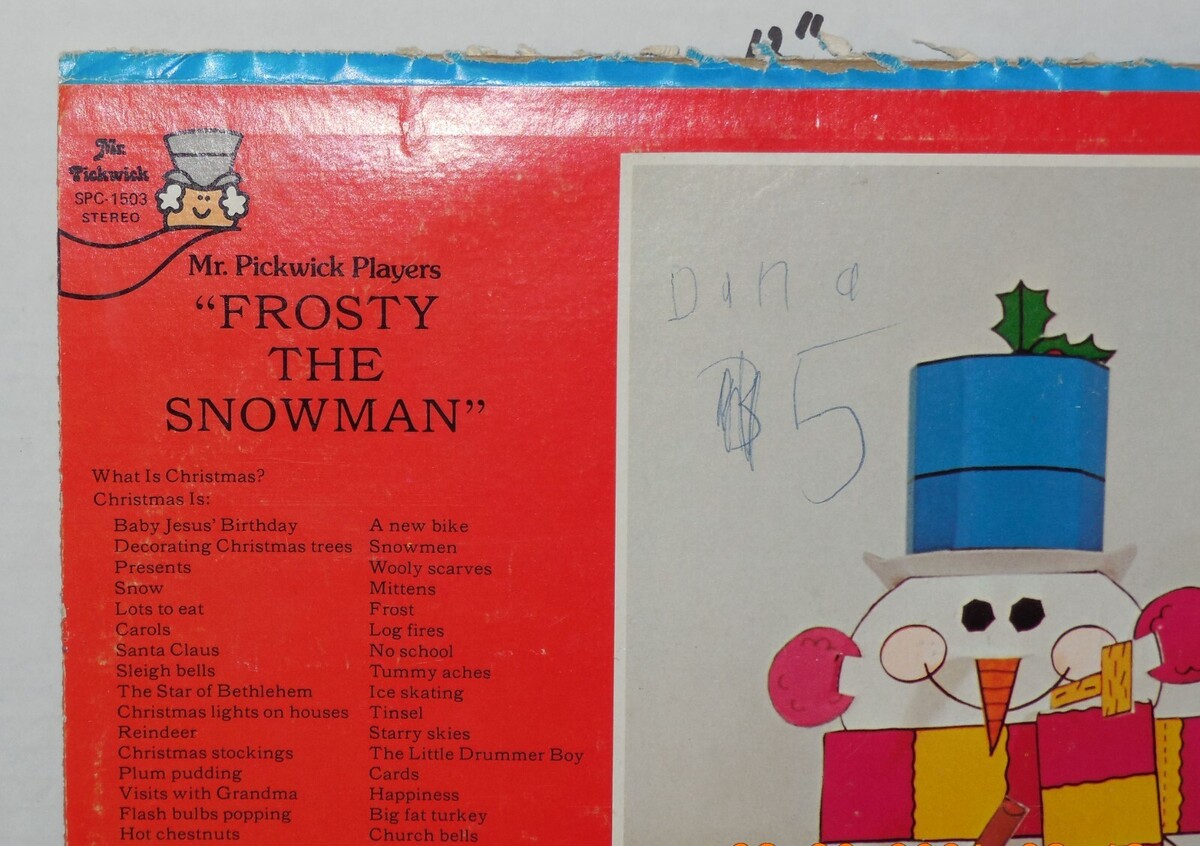 Mr.
Pickwick
SPC-1503
STEREO
Mr. Pickwick Players
“FROSTY
THE
SNOWMAN”
What Is Christmas?
Christmas Is:
Baby Jesus’ Birthday
Decorating Christmas trees
Presents
Snow
Lots to eat
Carols
Santa Claus
Sleigh bells
The Star of Bethlehem
Christmas lights on houses
Reindeer
Christmas stockings
Plum pudding
Visits with Grandma
Flash bulbs popping
Hot chestnuts
A new bike
Snowmen
Wooly scarves
Mittens
Frost
Log fires
No school
Tummy aches
Ice skating
Tinsel
Starry skies
The Little Drummer Boy
Cards
Happiness
Big fat turkey
Church bells
Dana
5